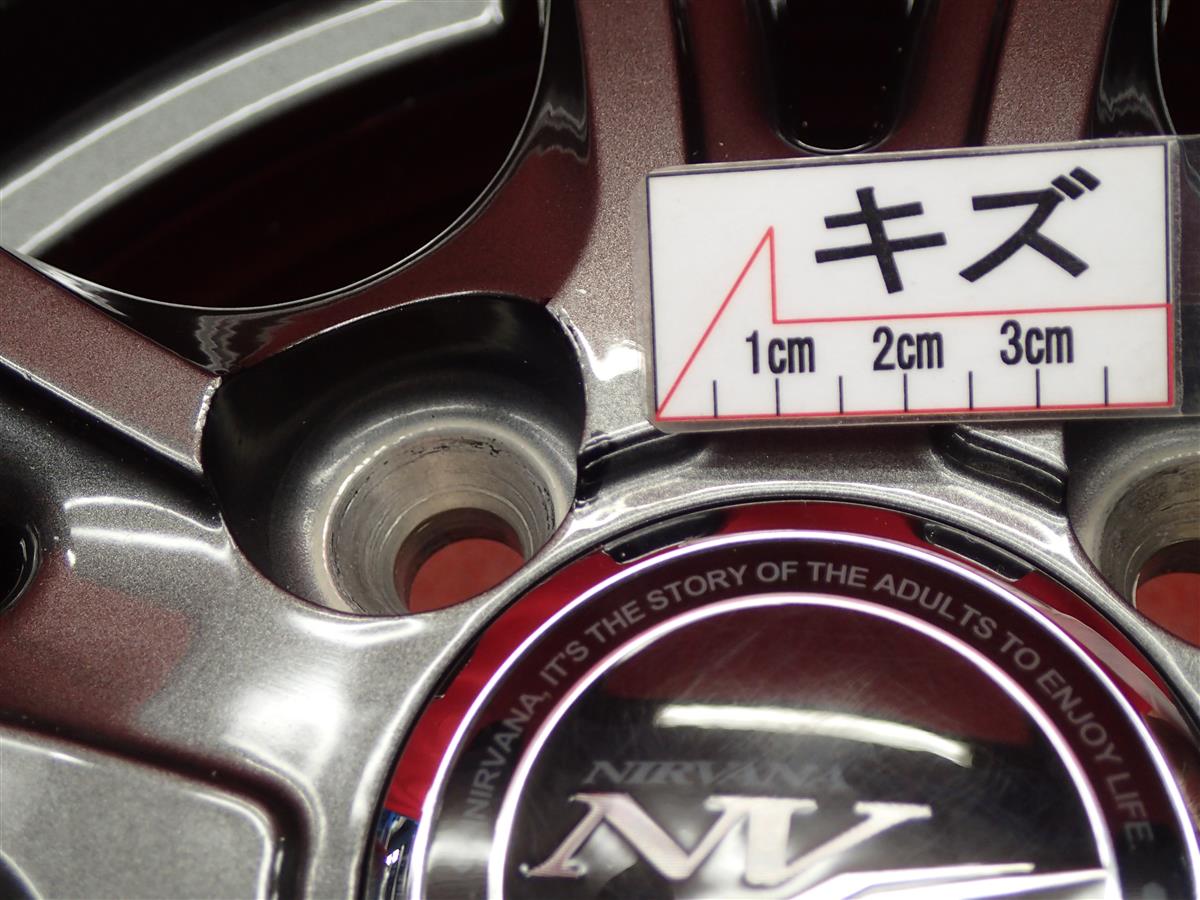 キズ
1cm 2cm 3cm
NIRVANA, IT'S THE STORY OF THE ADULTS TO ENJOY LIFE
NIRVANA
NV